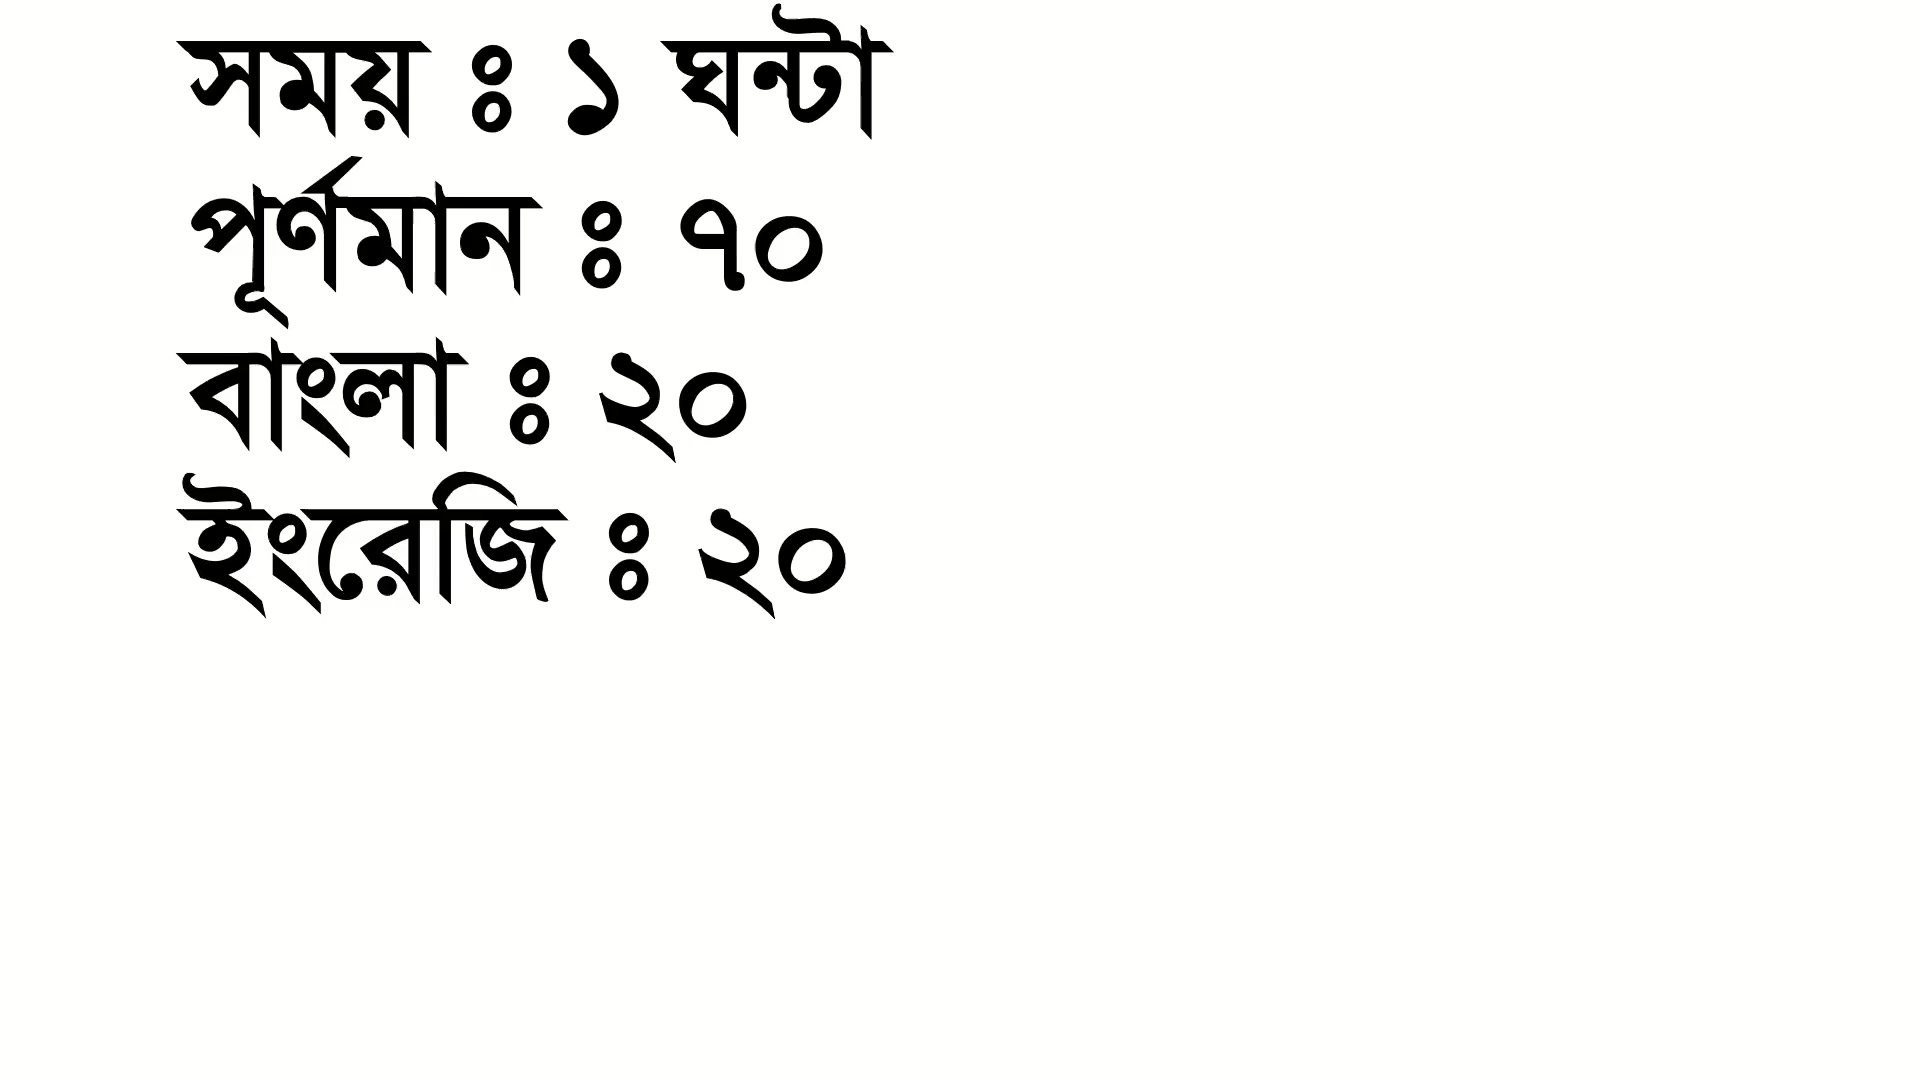 সময় ঃ ১ ঘন্টা
পূর্ণমান ঃ ৭০
বাংলা ঃ ২০
ইংরেজি ঃ ২০